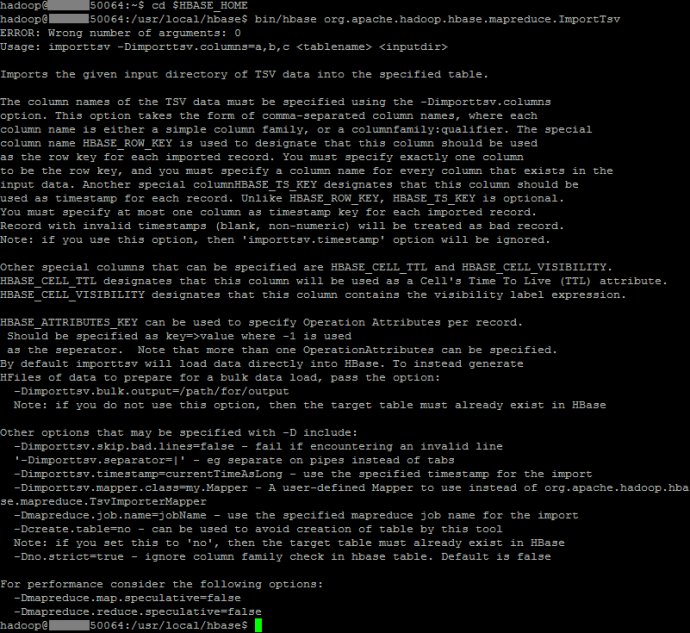 hadoop@ 50064:~$ cd $HBASE_HOME
hadoop@ 50064:/usr/local/hbase$ bin/hbase org.apache.hadoop.hbase.mapreduce.ImportTsv
ERROR: Wrong number of arguments: 0
Usage: importtsv -Dimporttsv.columns=a,b,c <tablename> <inputdir>
Imports the given input directory of TSV data into the specified table.
The column names of the TSV data must be specified using the -Dimporttsv.columns
option. This option takes the form of comma-separated column names, where each
column name is either a simple column family, or a columnfamily:qualifier. The special
column name HBASE_ROW_KEY is used to designate that this column should be used
as the row key for each imported record. You must specify exactly one column
to be the row key, and you must specify a column name for every column that exists in the
input data. Another special columnHBASE_TS_KEY designates that this column should be
used as timestamp for each record. Unlike HBASE_ROW_KEY, HBASE_TS_KEY is optional.
You must specify at most one column as timestamp key for each imported record.
Record with invalid timestamps (blank, non-numeric) will be treated as bad record.
Note: if you use this option, then 'importtsv.timestamp' option will be ignored.
Other special columns that can be specified are HBASE_CELL_TTL and HBASE_CELL_VISIBILITY.
HBASE_CELL_TTL designates that this column will be used as a Cell's Time To Live (TTL) attribute.
HBASE_CELL_VISIBILITY designates that this column contains the visibility label expression.
HBASE_ATTRIBUTES_KEY can be used to specify Operation Attributes per record.
Should be specified as key=>value where -1 is used
as the seperator.  Note that more than one OperationAttributes can be specified.
By default importtsv will load data directly into HBase. To instead generate
HFiles of data to prepare for a bulk data load, pass the option:
-Dimporttsv.bulk.output=/path/for/output
Note: if you do not use this option, then the target table must already exist in HBase
Other options that may be specified with -D include:
-Dimporttsv.skip.bad.lines=false - fail if encountering an invalid line
'-Dimporttsv.separator=|' - eg separate on pipes instead of tabs
-Dimporttsv.timestamp=currentTimeAsLong - use the specified timestamp for the import
-Dimporttsv.mapper.class=my.Mapper - A user-defined Mapper to use instead of org.apache.hadoop.hba
se.mapreduce.TsvImporterMapper
-Dmapreduce.job.name=jobName - use the specified mapreduce job name for the import
-Dcreate.table=no - can be used to avoid creation of table by this tool
Note: if you set this to 'no', then the target table must already exist in HBase
-Dno.strict=true - ignore column family check in hbase table. Default is false
For performance consider the following options:
-Dmapreduce.map.speculative=false
-Dmapreduce.reduce.speculative=false
hadoop@ 50064:/usr/local/hbase$